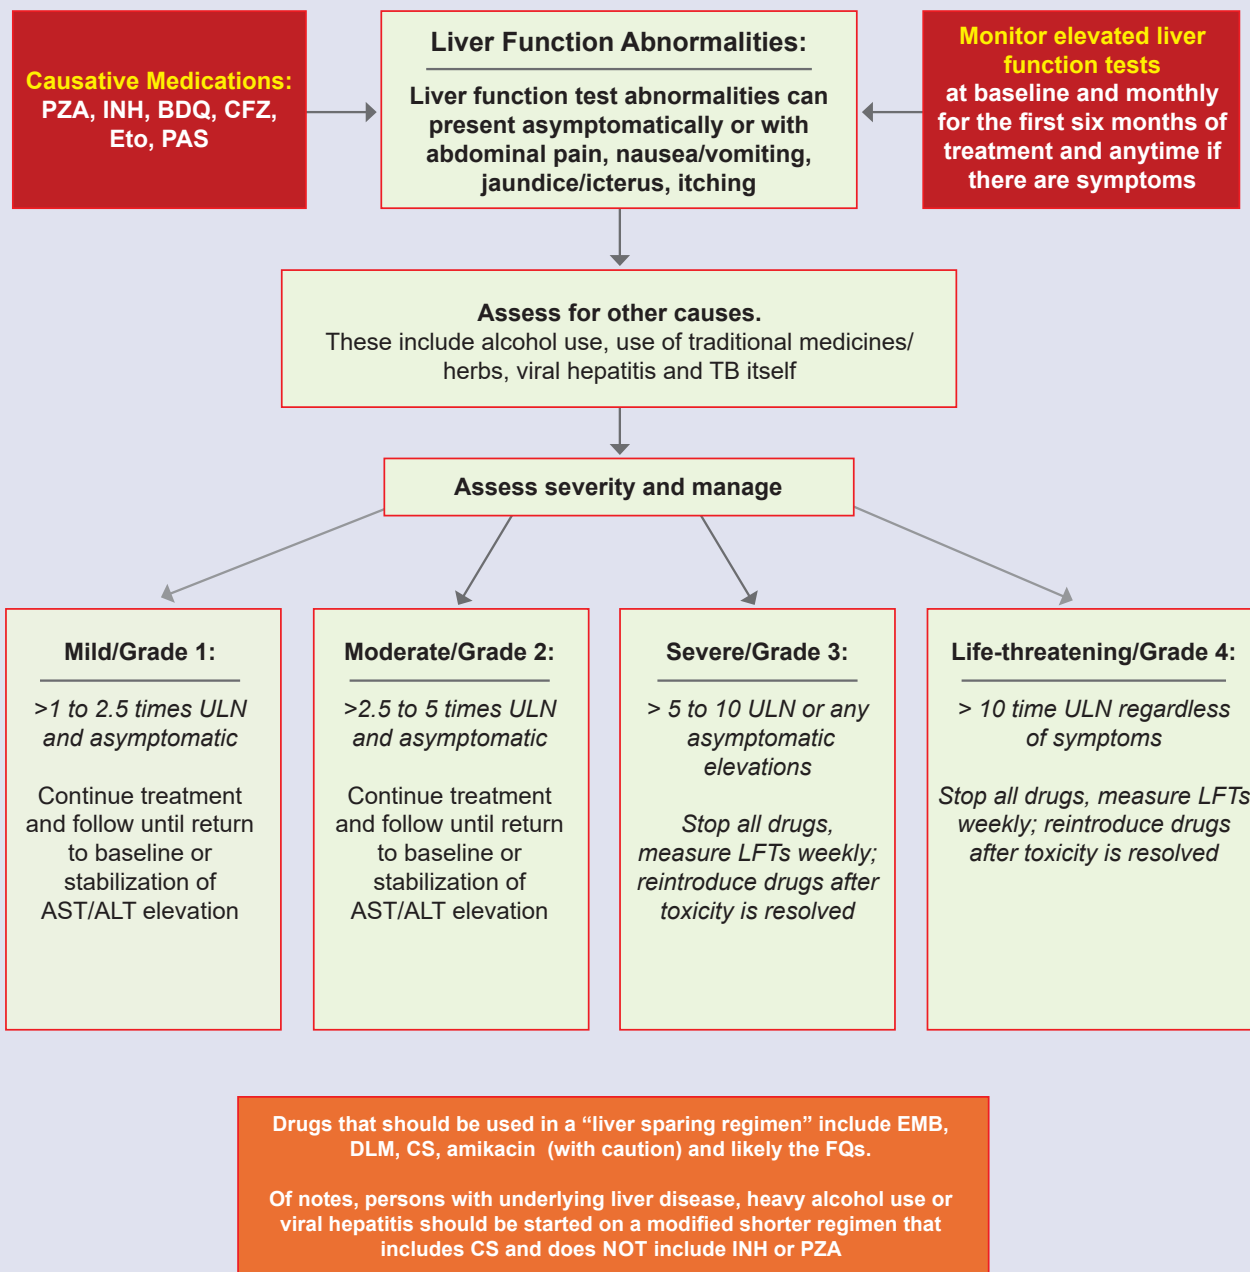 Causative Medications:
PZA, INH, BDQ, CFZ,
Eto, PAS
Liver Function Abnormalities:
Liver function test abnormalities can
present asymptomatically or with
abdominal pain, nausea/vomiting,
jaundice/icterus, itching
Monitor elevated liver
function tests
at baseline and monthly
for the first six months of
treatment and anytime if
there are symptoms
Assess for other causes.
These include alcohol use, use of traditional medicines/
herbs, viral hepatitis and TB itself
Assess severity and manage
Mild/Grade 1:
>1 to 2.5 times ULN
and asymptomatic
Continue treatment
and follow until return
to baseline or
stabilization of
AST/ALT elevation
Moderate/Grade 2:
>2.5 to 5 times ULN
and asymptomatic
Continue treatment
and follow until return
to baseline or
stabilization of
AST/ALT elevation
Severe/Grade 3:
> 5 to 10 ULN or any
asymptomatic
elevations
Stop all drugs,
measure LFTs weekly;
reintroduce drugs after
toxicity is resolved
Life-threatening/Grade 4:
> 10 time ULN regardless
of symptoms
Stop all drugs, measure LFTs
weekly; reintroduce drugs
after toxicity is resolved
Drugs that should be used in a “liver sparing regimen” include EMB,
DLM, CS, amikacin (with caution) and likely the FQs.
Of notes, persons with underlying liver disease, heavy alcohol use or
viral hepatitis should be started on a modified shorter regimen that
includes CS and does NOT include INH or PZA